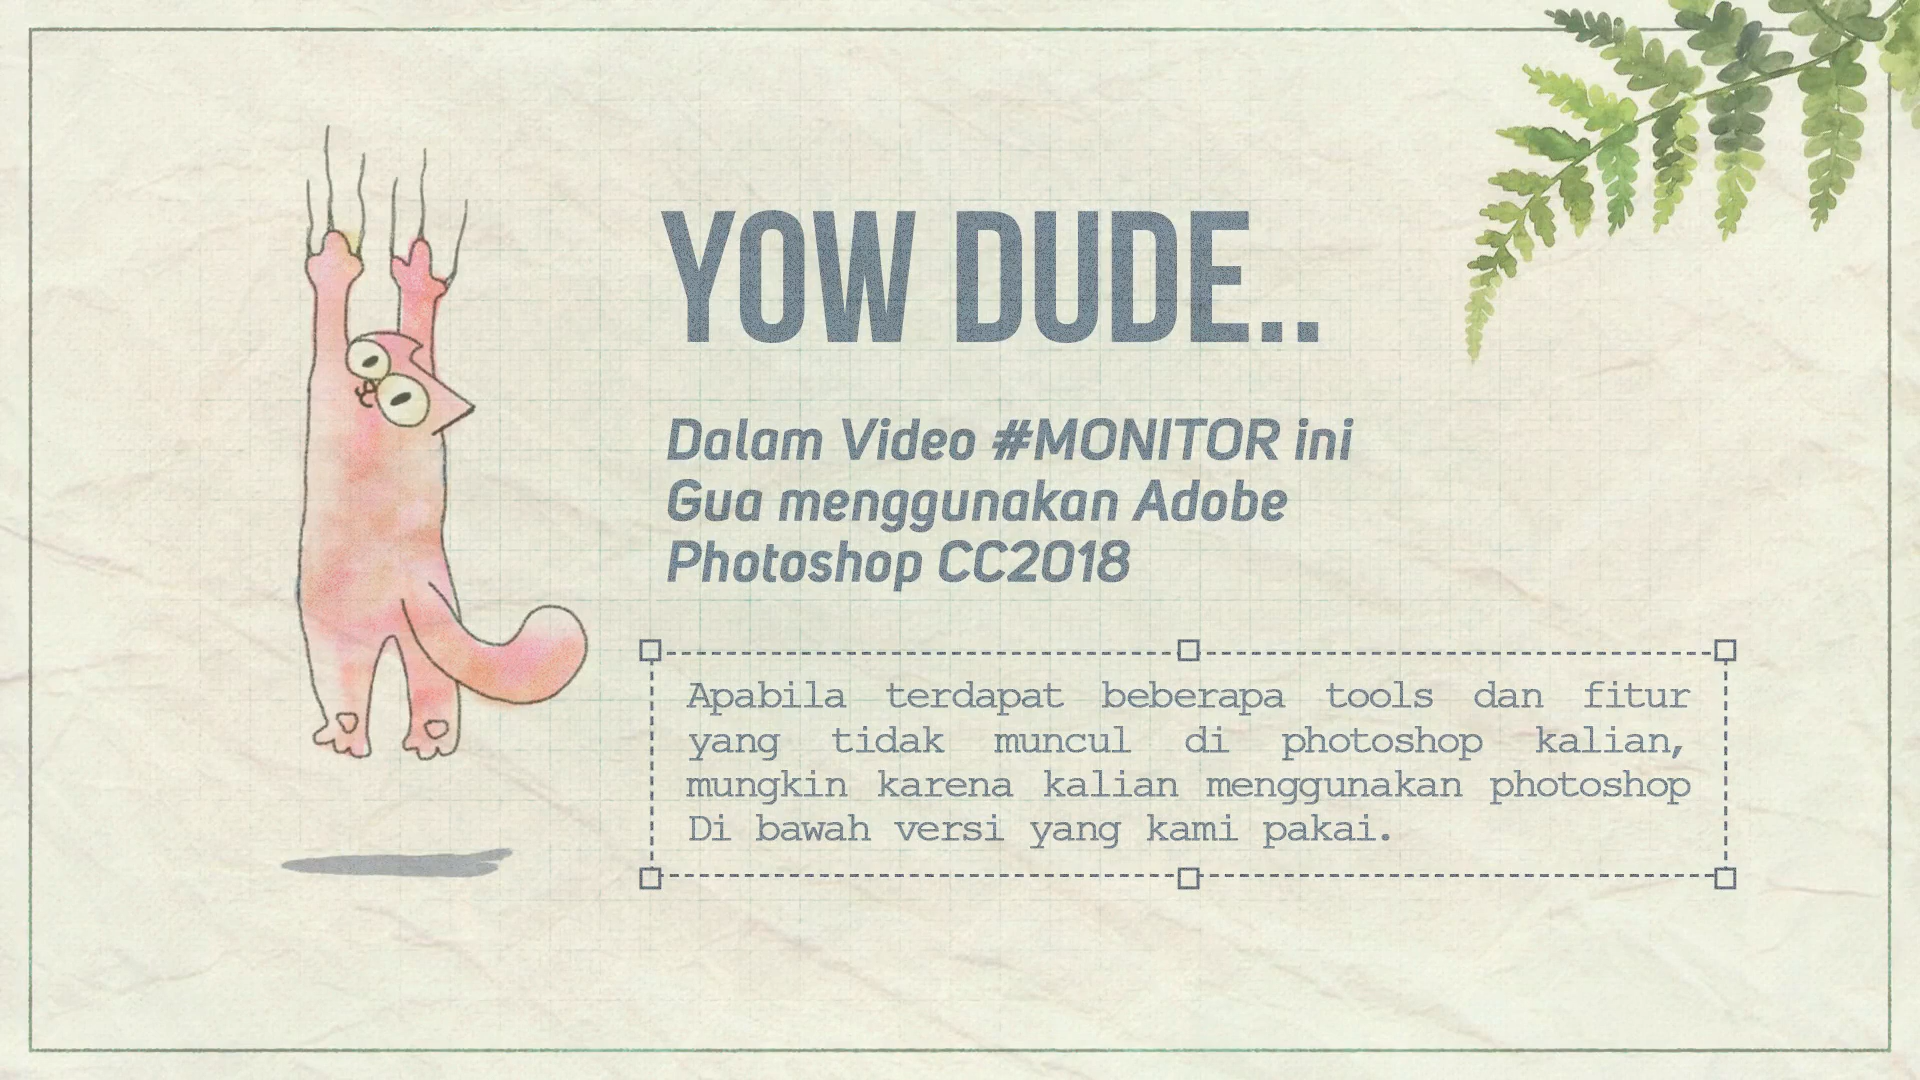 YOW DUDE..
Dalam Video #MONITOR ini
Gua menggunakan Adobe
Photoshop CC2018
Apabila terdapat beberapa tools dan fitur
yang tidak muncul di photoshop kalian,
mungkin karena kalian menggunakan photoshop
Di bawah versi yang kami pakai.